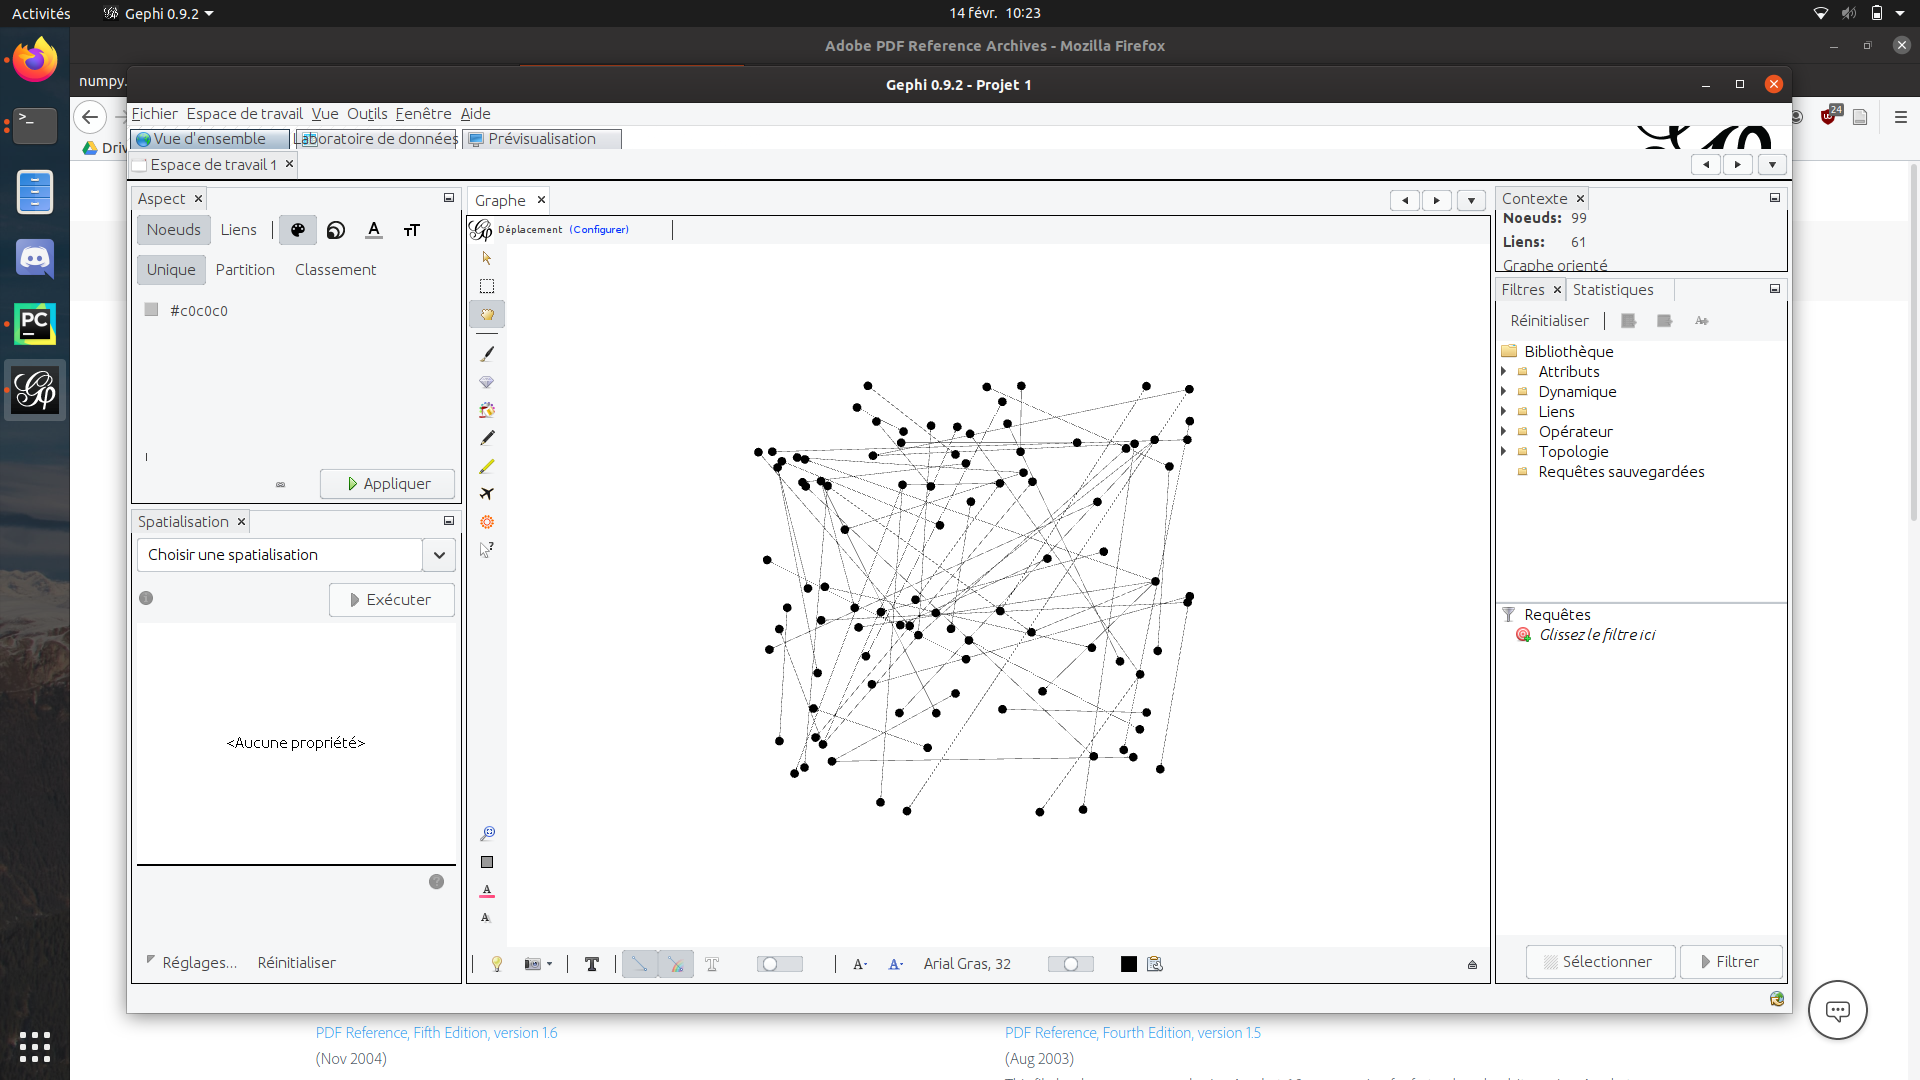 Activités
Gephi 0.9.2
14 févr. 10:23
Adobe PDF Reference Archives - Mozilla Firefox
numpy.
Gephi 0.9.2 - Projet 1
Fichier Espace de travail Vue Outils Fenêtre Aide
24
Vue d'ensemble
Laboratoire de données
Prévisualisation
Driv
Espace de travail 1
Aspect
Noeuds
Liens
Unique
Partition
Classement
#c0c0c0
Appliquer
Spatialisation
Choisir une spatialisation
Exécuter
<Aucune propriété>
Réglages...
Réinitialiser
Graphe
Déplacement (Configurer)
Arial Gras, 32
Contexte
Noeuds: 99
Liens: 61
Graphe orienté
Filtres
Statistiques
Réinitialiser
Bibliothèque
Attributs
Dynamique
Liens
Opérateur
Topologie
Requêtes sauvegardées
Requêtes
Glissez le filtre ici
Sélectionner
Filtrer
PDF Reference, Fifth Edition, version 1.6
(Nov 2004)
PDF Reference, Fourth Edition, version 1.5
(Aug 2003)